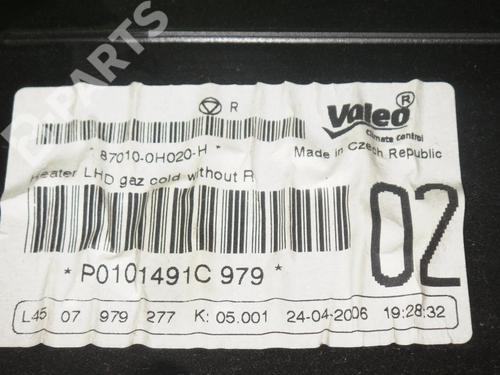 B-PARTS
R
Valeo®
Climate control
* 87010-0H020-H *
Made in Czech Republic
Heater LHD gaz cold without R
02
* P0101491C 979 *
L45 07 979 277 K: 05.001 24-04-2006 19:28:32